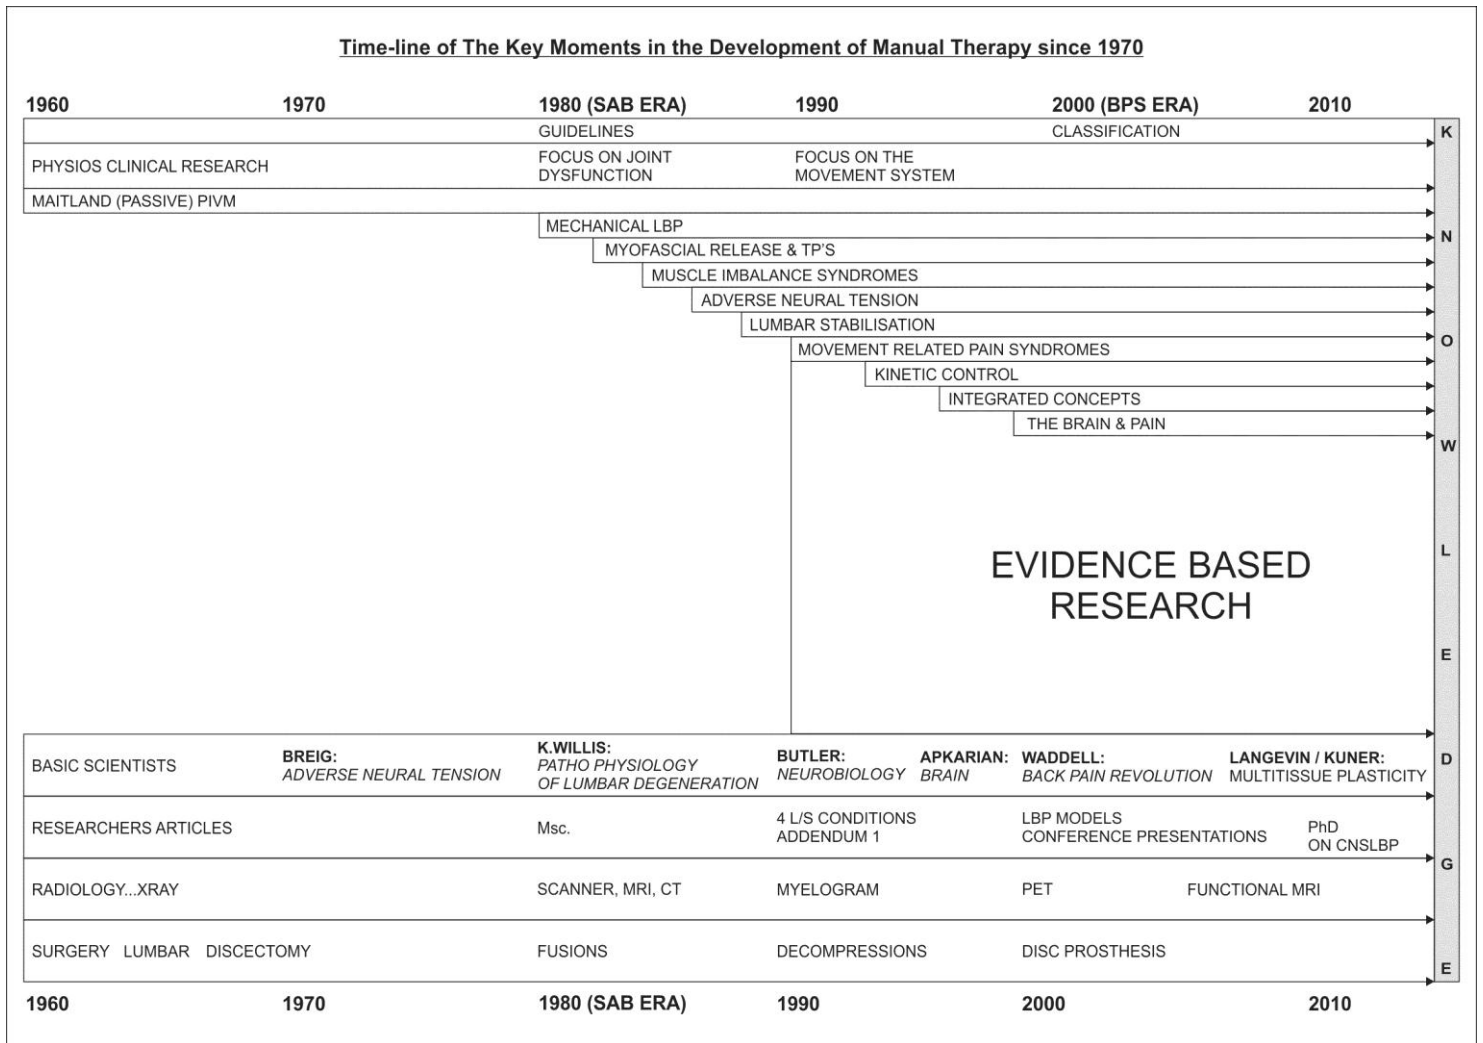 Time-line of The Key Moments in the Development of Manual Therapy since 1970
1960 1970 1980 (SAB ERA) 1990 2000 (BPS ERA) 2010
GUIDELINES CLASSIFICATION
PHYSIOS CLINICAL RESEARCH
FOCUS ON JOINT
DYSFUNCTION
FOCUS ON THE
MOVEMENT SYSTEM
MAITLAND (PASSIVE) PIVM
MECHANICAL LBP
MYOFASCIAL RELEASE & TP'S
MUSCLE IMBALANCE SYNDROMES
ADVERSE NEURAL TENSION
LUMBAR STABILISATION
MOVEMENT RELATED PAIN SYNDROMES
KINETIC CONTROL
INTEGRATED CONCEPTS
THE BRAIN & PAIN
EVIDENCE BASED
RESEARCH
BASIC SCIENTISTS
BREIG:
ADVERSE NEURAL TENSION
K.WILLIS:
PATHO PHYSIOLOGY
OF LUMBAR DEGENERATION
BUTLER:
NEUROBIOLOGY
APKARIAN:
BRAIN
WADDELL:
BACK PAIN REVOLUTION
LANGEVIN / KUNER:
MULTITISSUE PLASTICITY
RESEARCHERS ARTICLES
Msc.
4 L/S CONDITIONS
ADDENDUM 1
LBP MODELS
CONFERENCE PRESENTATIONS
PhD
ON CNSLBP
RADIOLOGY...XRAY SCANNER, MRI, CT MYELOGRAM PET FUNCTIONAL MRI
SURGERY LUMBAR DISCECTOMY FUSIONS DECOMPRESSIONS DISC PROSTHESIS
1960 1970 1980 (SAB ERA) 1990 2000 2010
K
N
O
W
L
E
D
G
E